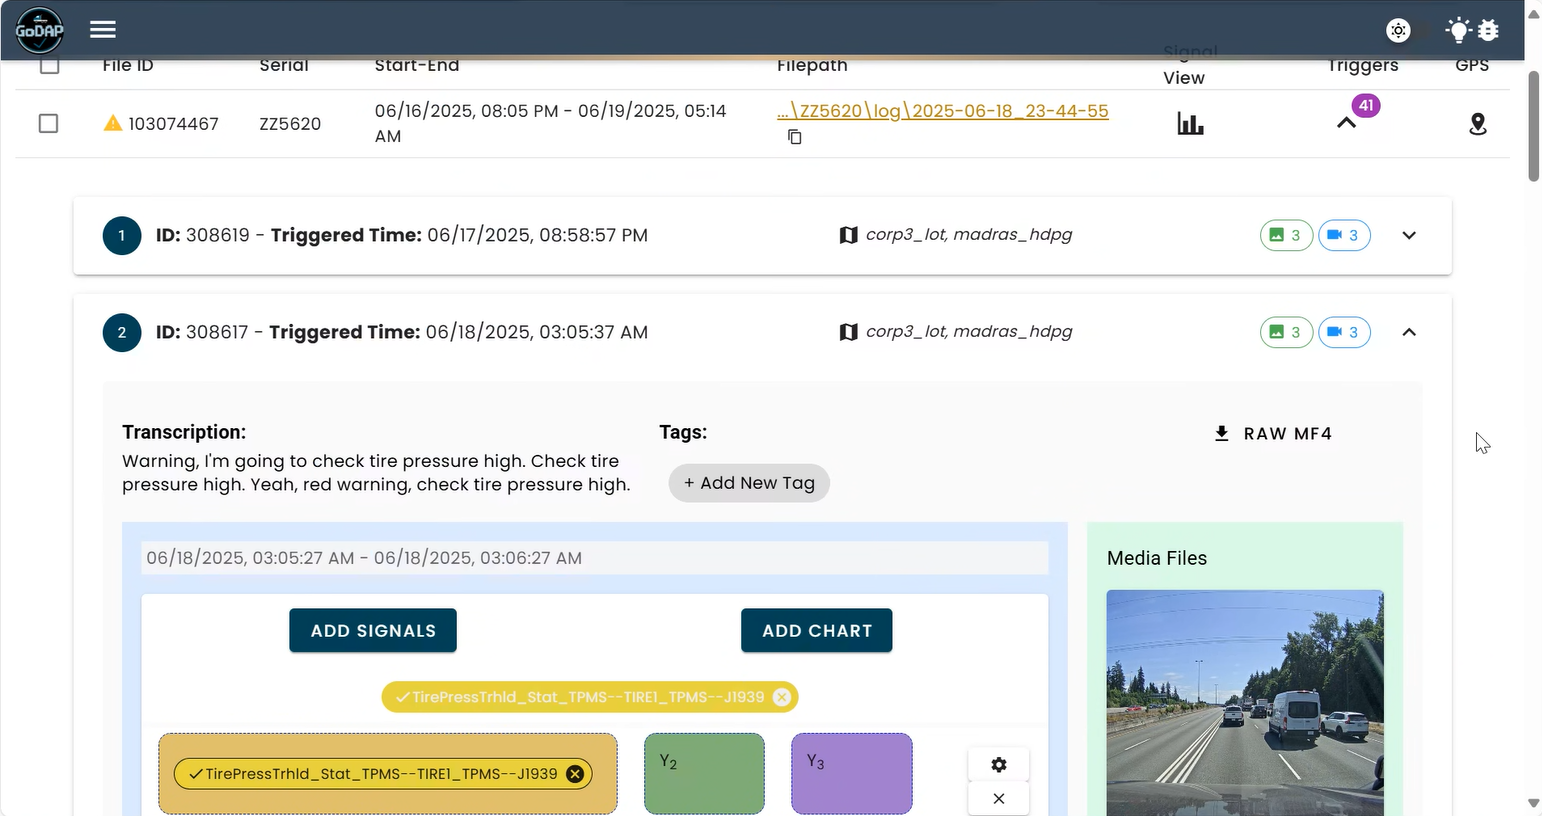 GoDAP
File ID
Serial
Start-End
Filepath
Signal
View
Triggers
GPS
103074467
ZZ5620
06/16/2025, 08:05 PM - 06/19/2025, 05:14
AM
...\ZZ5620\log\2025-06-18_23-44-55
41
1
ID: 308619 - Triggered Time: 06/17/2025, 08:58:57 PM
corp3_lot, madras_hdpg
3
3
2
ID: 308617 - Triggered Time: 06/18/2025, 03:05:37 AM
corp3_lot, madras_hdpg
3
3
Transcription:
Warning, I'm going to check tire pressure high. Check tire
pressure high. Yeah, red warning, check tire pressure high.
Tags:
+ Add New Tag
RAW MF4
06/18/2025, 03:05:27 AM - 06/18/2025, 03:06:27 AM
ADD SIGNALS
ADD CHART
TirePressTrhld_Stat_TPMS--TIRE1_TPMS--J1939
TirePressTrhld_Stat_TPMS--TIRE1_TPMS--J1939
Y2
Y3
Media Files